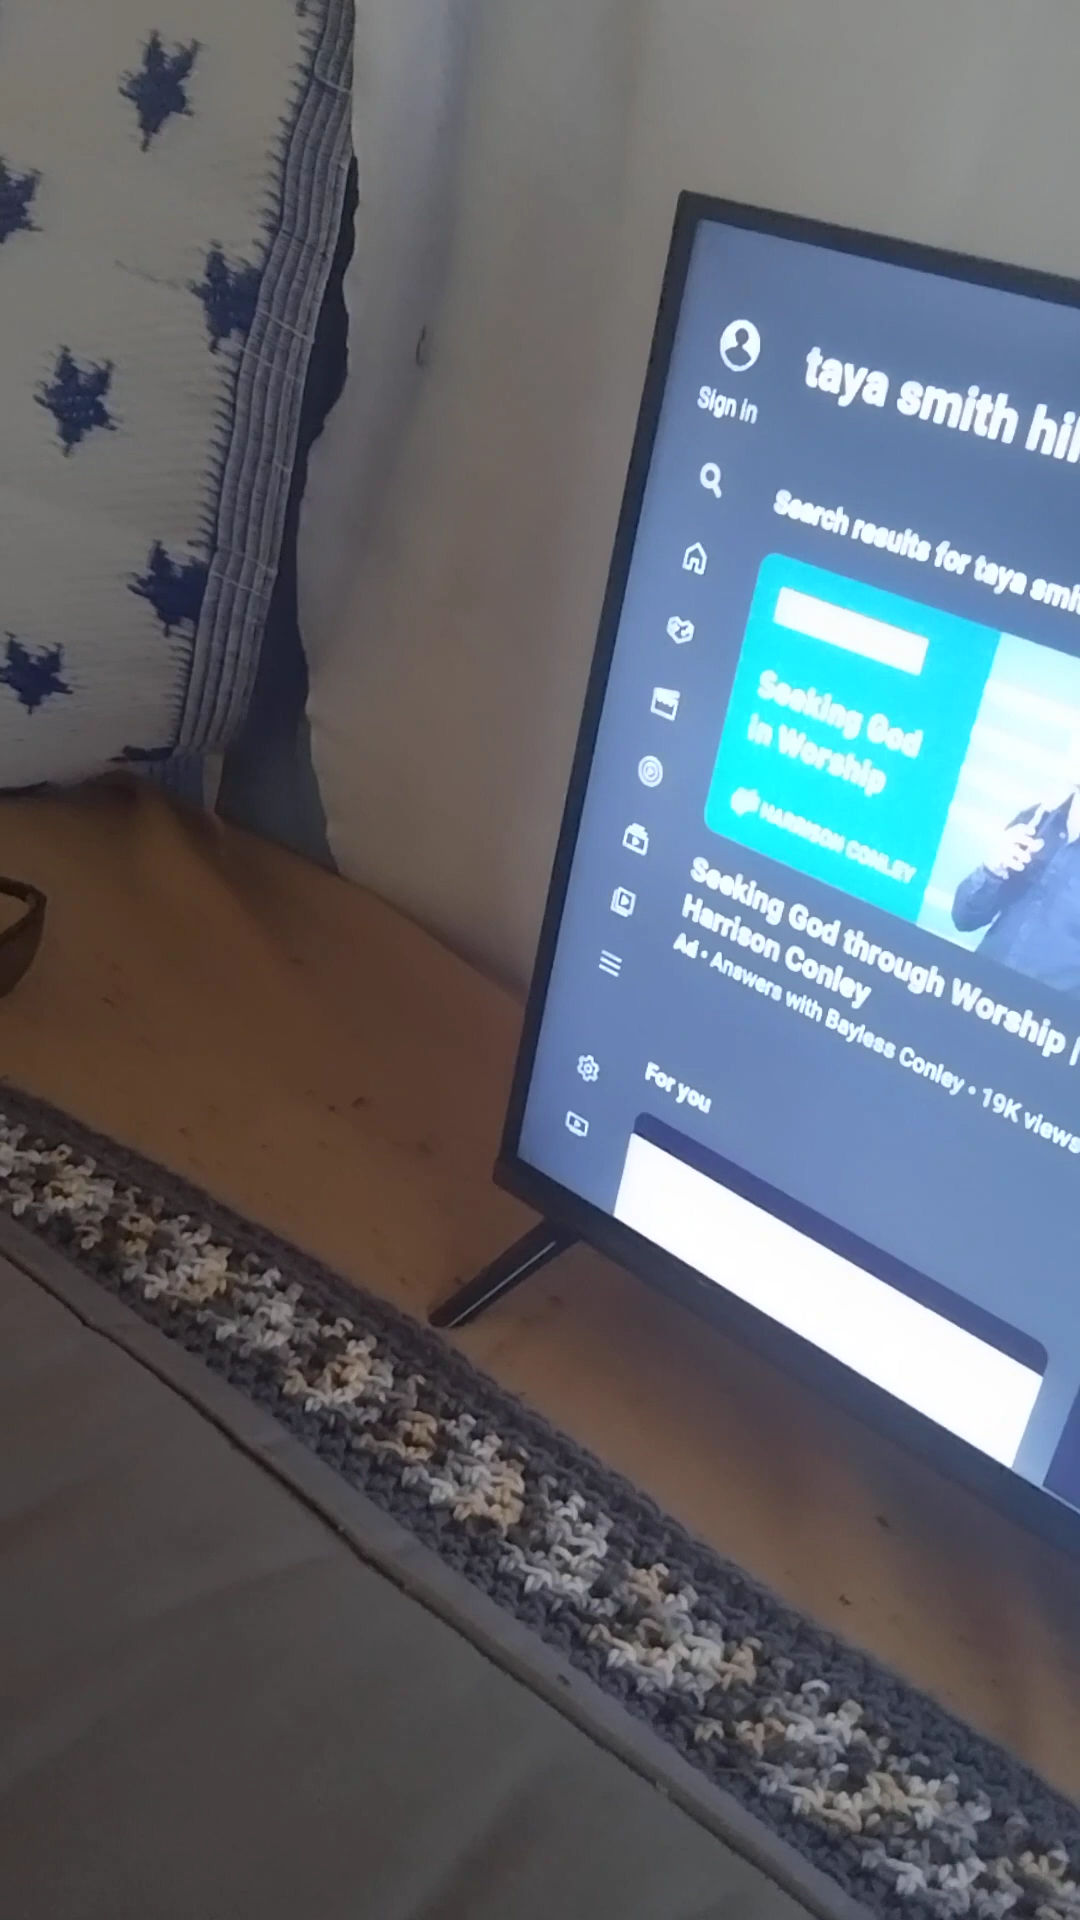 taya smith hil
Sign in
Search results for taya smit
Seeking God
in Worship
HARRISON CONLEY
Seeking God through Worship |
Harrison Conley
Ad • Answers with Bayless Conley • 19K views
For you